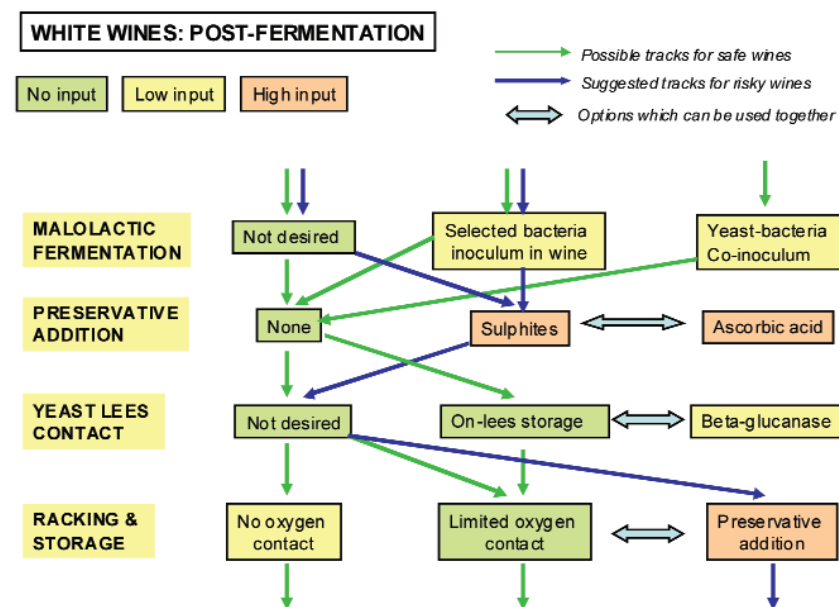 WHITE WINES: POST-FERMENTATION
Possible tracks for safe wines
Suggested tracks for risky wines
Options which can be used together
No input
Low input
High input
MALOLACTIC
FERMENTATION
Not desired
Selected bacteria
inoculum in wine
Yeast-bacteria
Co-inoculum
PRESERVATIVE
ADDITION
None
Sulphites
Ascorbic acid
YEAST LEES
CONTACT
Not desired
On-lees storage
Beta-glucanase
RACKING &
STORAGE
No oxygen
contact
Limited oxygen
contact
Preservative
addition